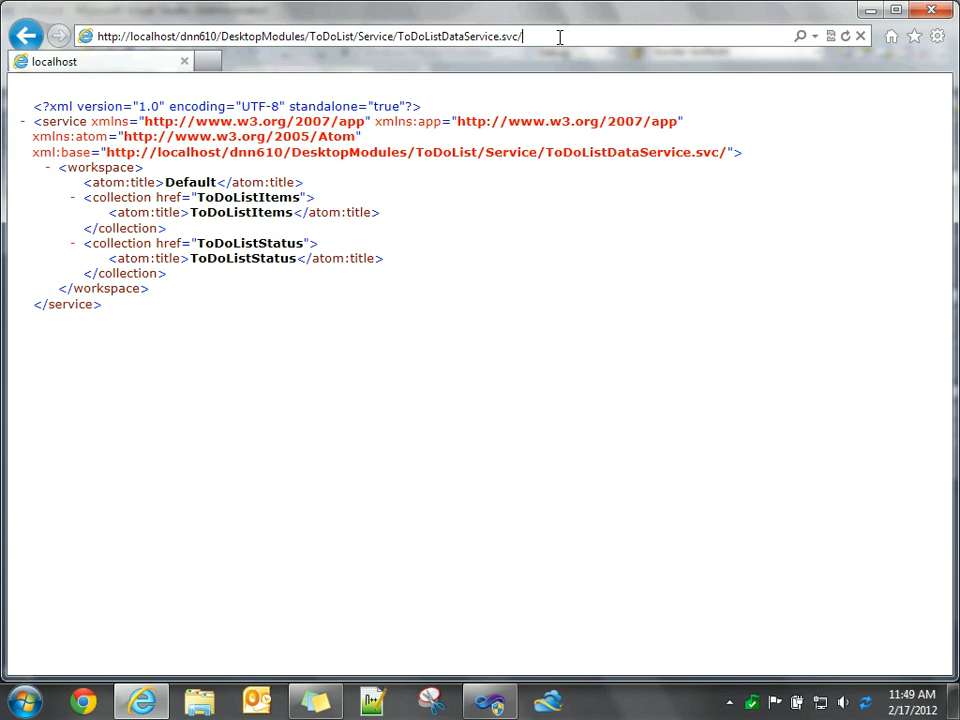 http://localhost/dnn610/DesktopModules/ToDoList/Service/ToDoListDataService.svc/
localhost
<?xml version="1.0" encoding="UTF-8" standalone="true"?>
- <service xmlns="http://www.w3.org/2007/app" xmlns:app="http://www.w3.org/2007/app"
xmlns:atom="http://www.w3.org/2005/Atom"
xml:base="http://localhost/dnn610/DesktopModules/ToDoList/Service/ToDoListDataService.svc/">
- <workspace>
<atom:title>Default</atom:title>
- <collection href="ToDoListItems">
<atom:title>ToDoListItems</atom:title>
</collection>
- <collection href="ToDoListStatus">
<atom:title>ToDoListStatus</atom:title>
</collection>
</workspace>
</service>
11:49 AM
2/17/2012